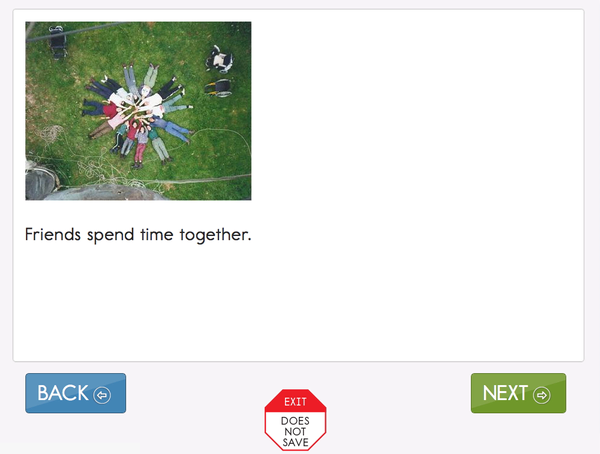 Friends spend time together.
BACK
NEXT
EXIT
DOES
NOT
SAVE